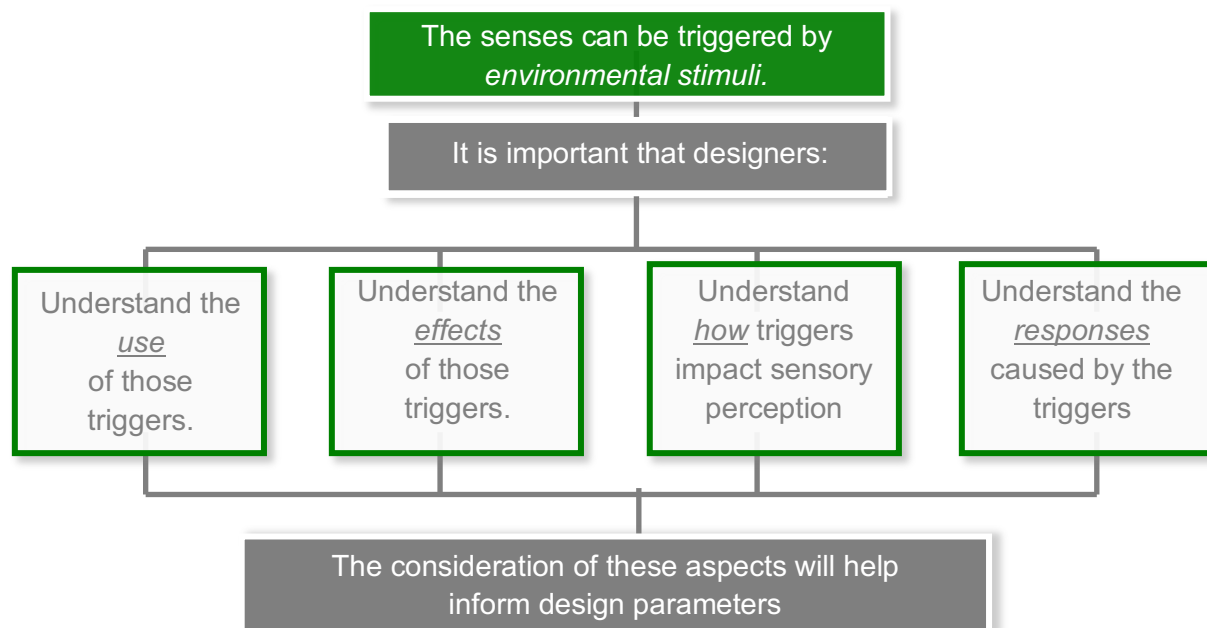 The senses can be triggered by
environmental stimuli.
It is important that designers:
Understand the
use
of those
triggers.
Understand the
effects
of those
triggers.
Understand
how triggers
impact sensory
perception
Understand the
responses
caused by the
triggers
The consideration of these aspects will help
inform design parameters